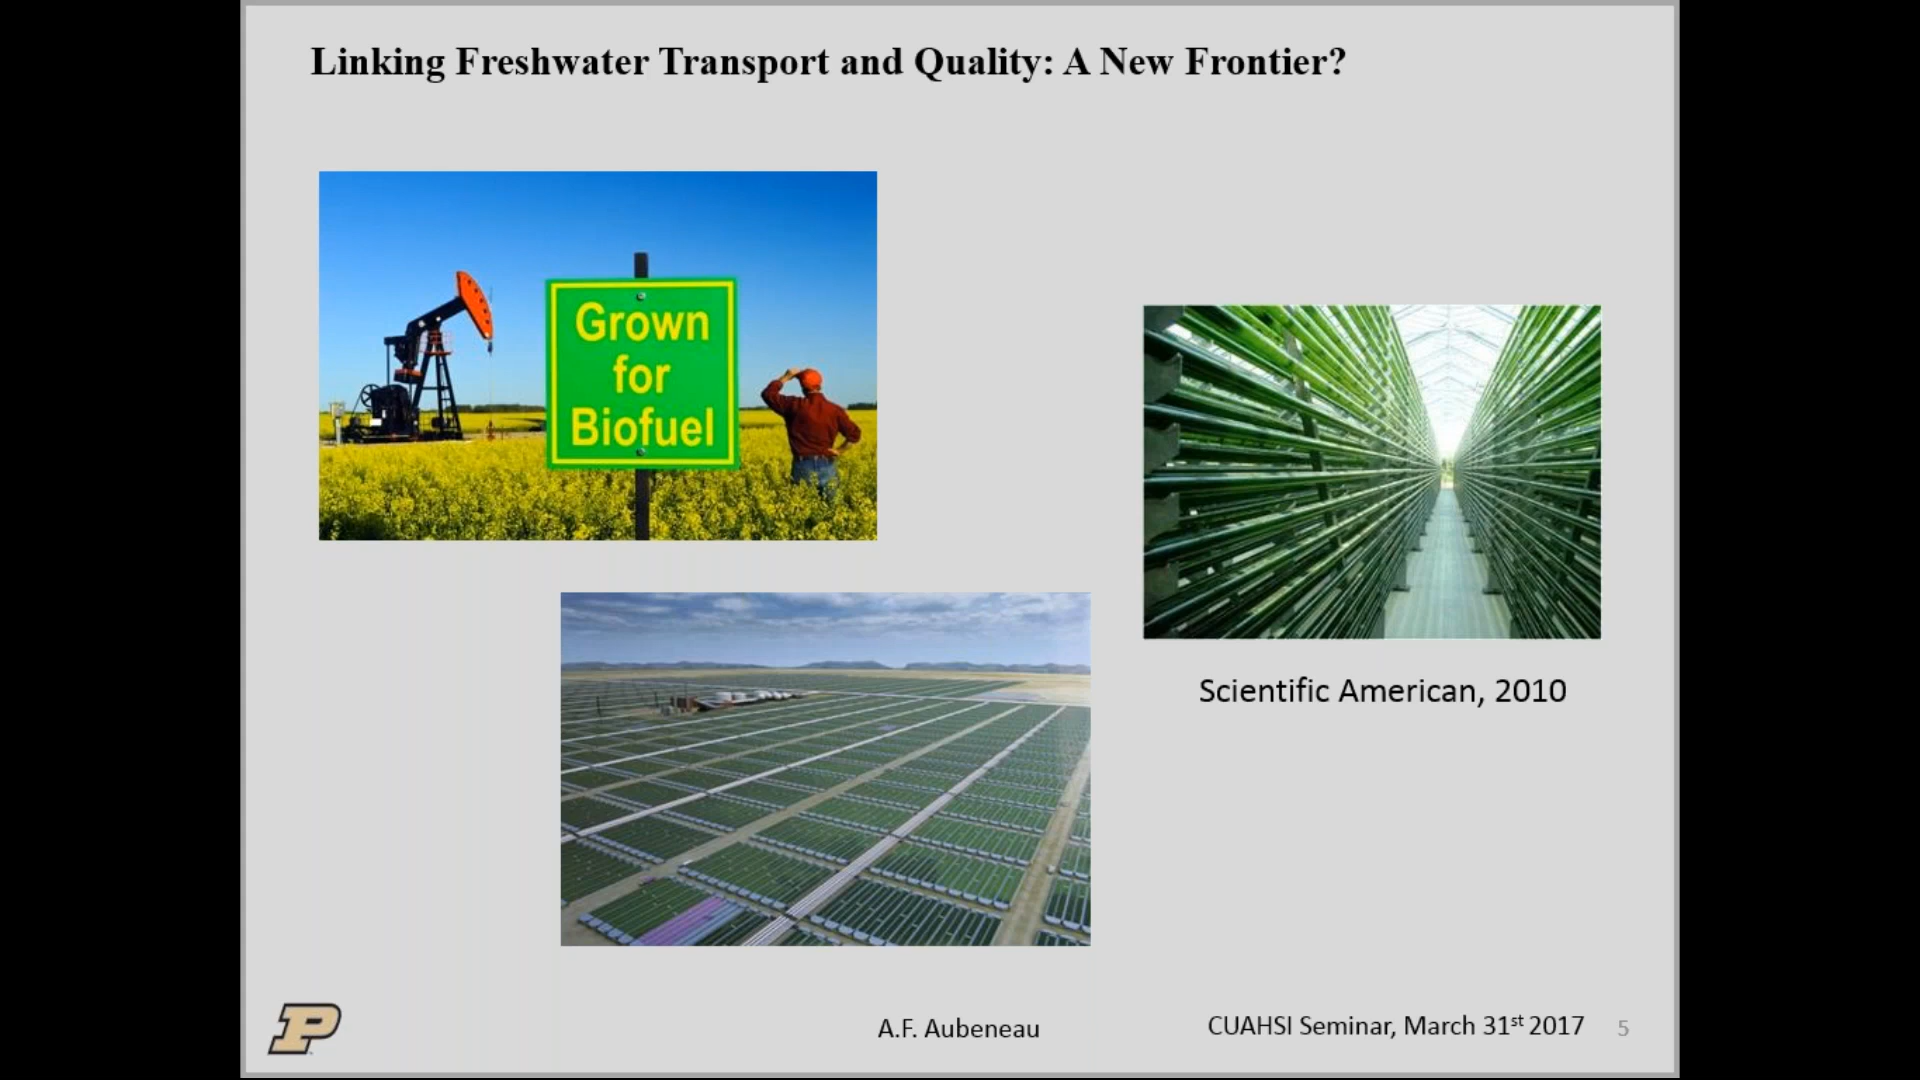 Linking Freshwater Transport and Quality: A New Frontier?
Grown
for
Biofuel
Scientific American, 2010
P
A.F. Aubeneau
CUAHSI Seminar, March 31st 2017
5